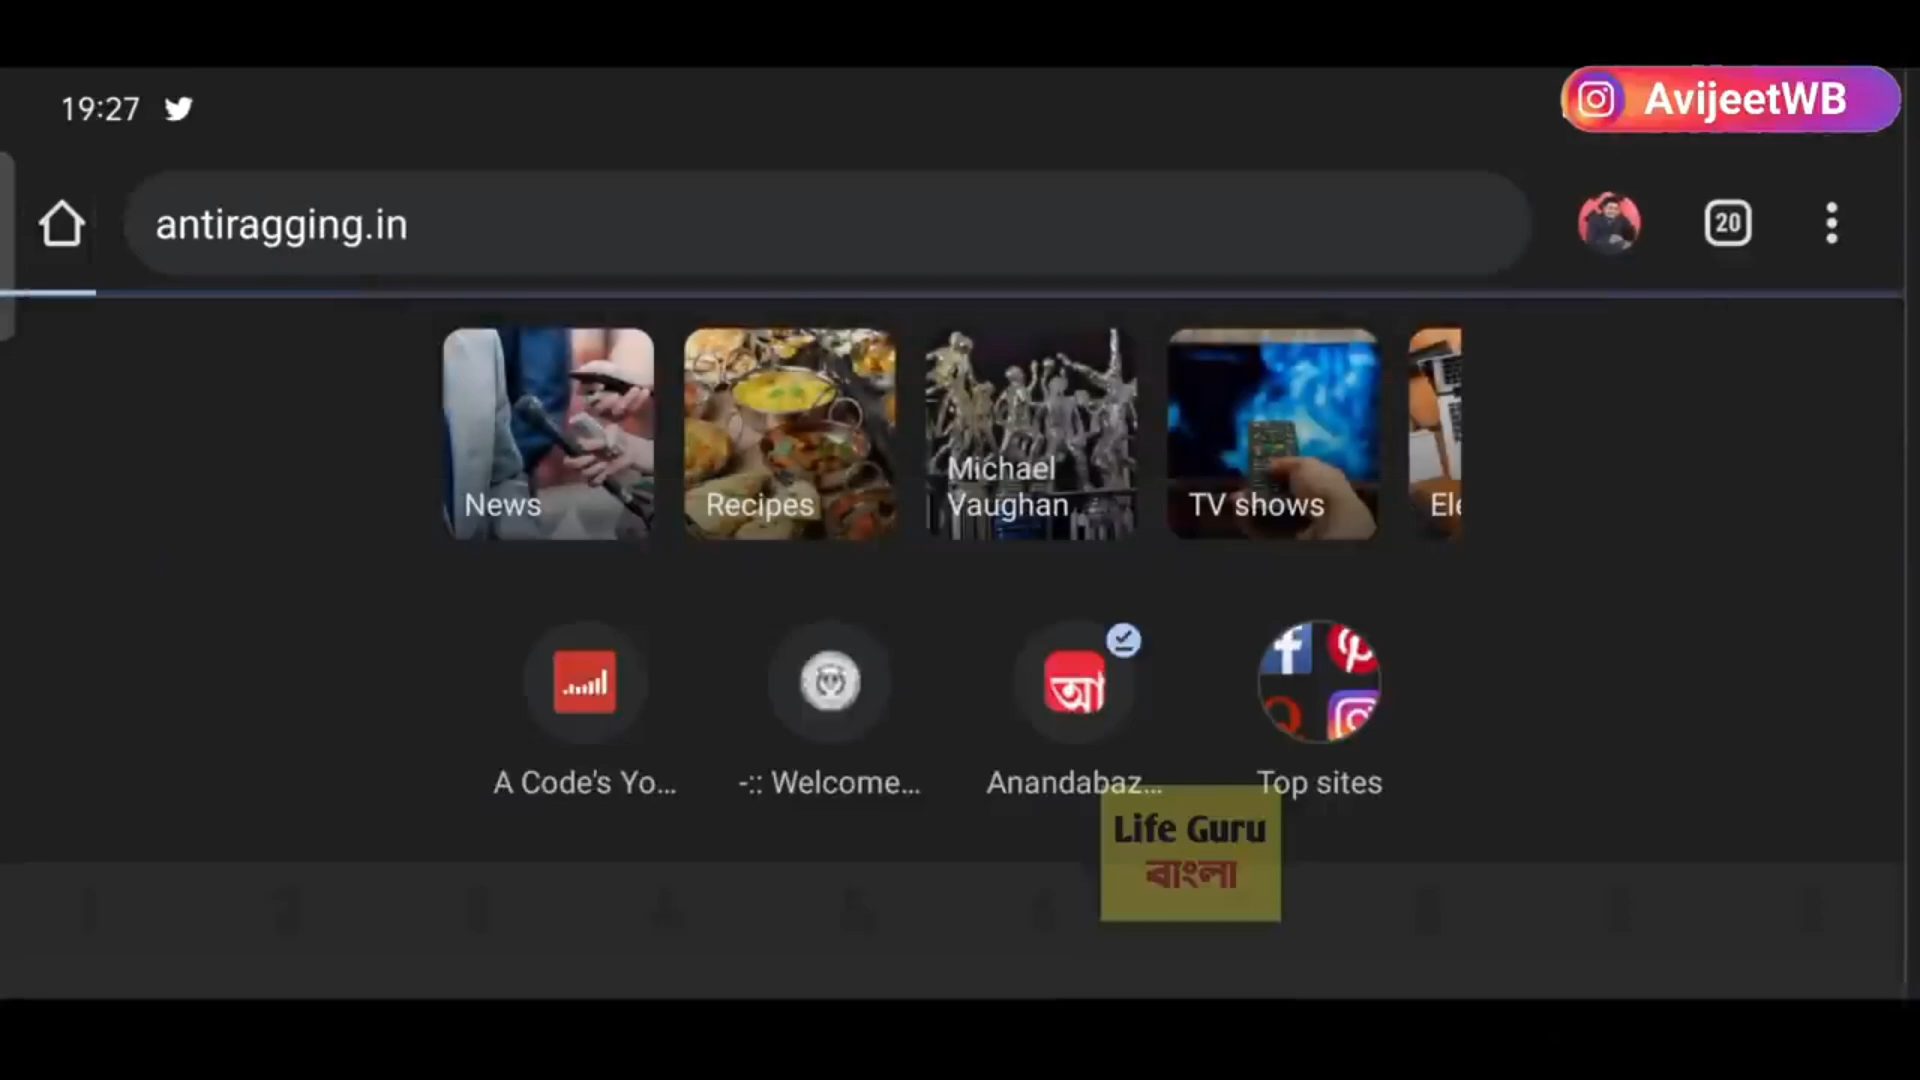 19:27
AvijeetWB
antiragging.in
20
News
Recipes
Michael
Vaughan
TV shows
Ele
আ
A Code's Yo...
-:: Welcome...
Anandabaz...
Top sites
Life Guru
বাংলা